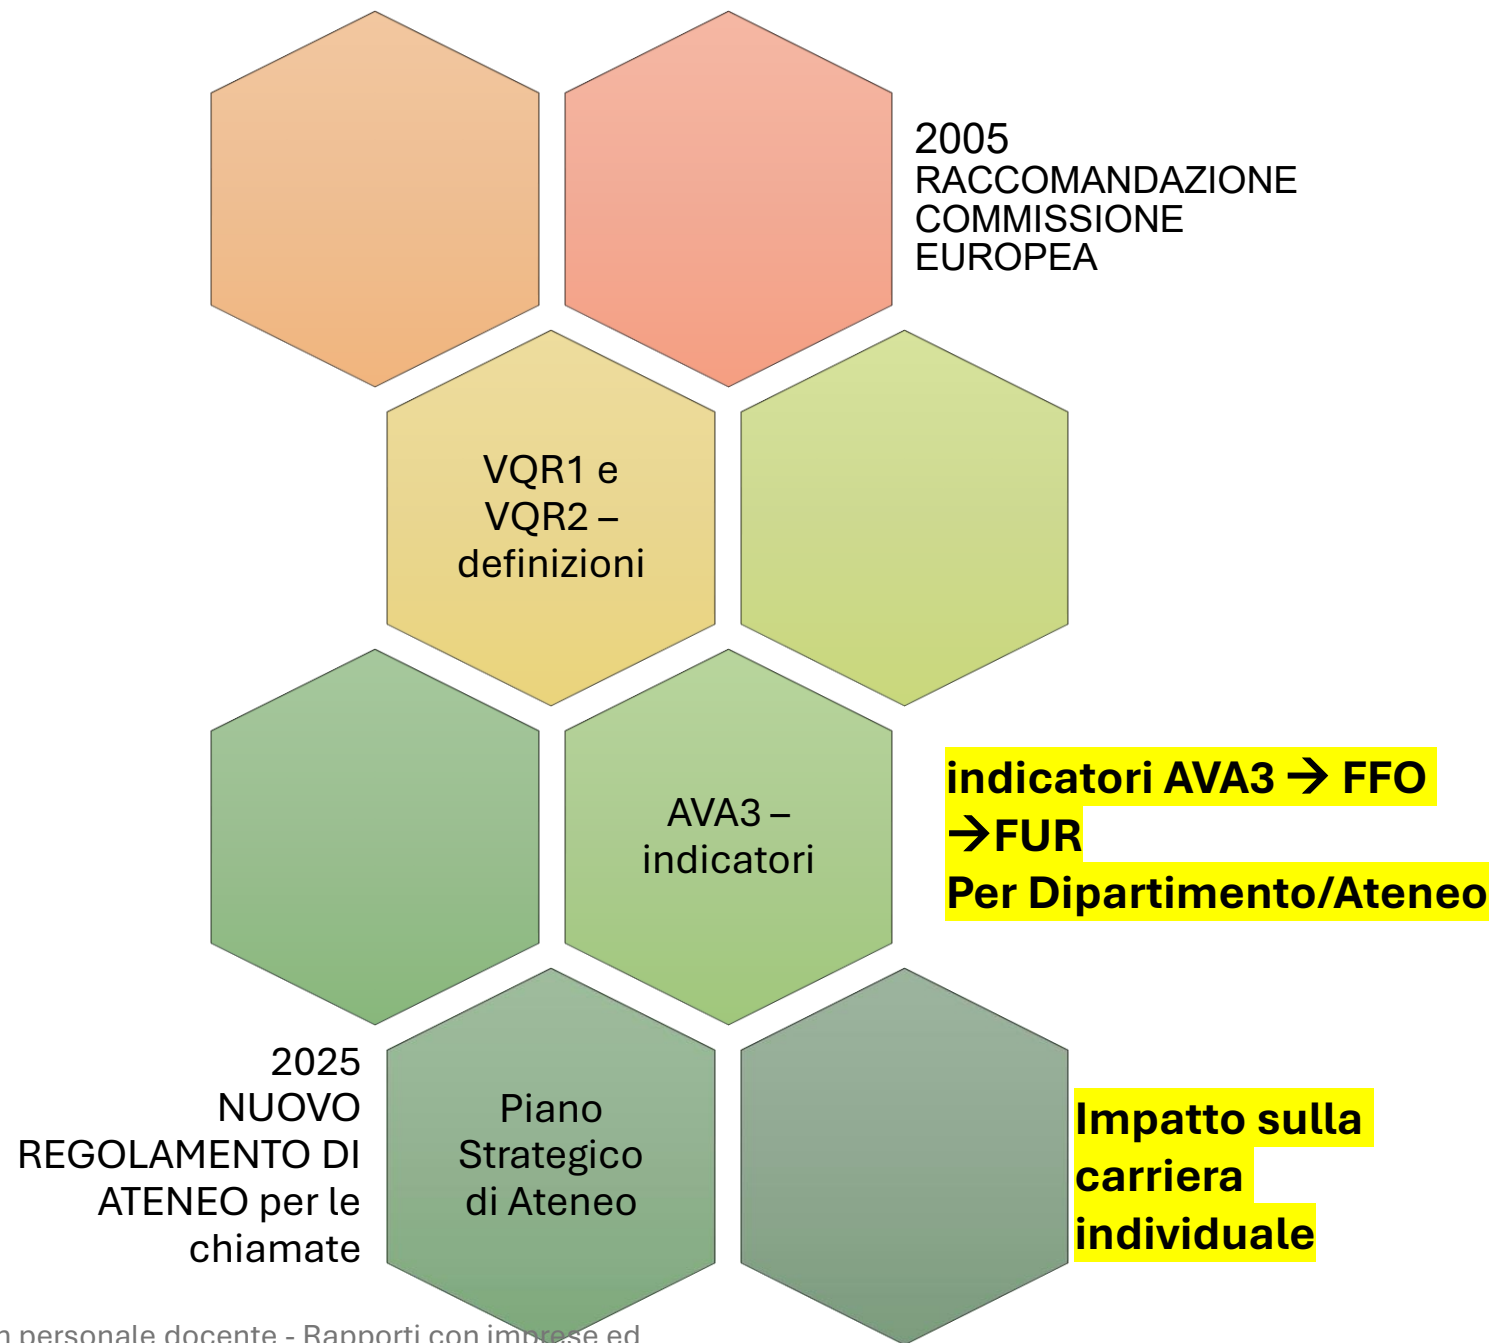 2005
RACCOMANDAZIONE
COMMISSIONE
EUROPEA
VQR1 e
VQR2 –
definizioni
AVA3 –
indicatori
indicatori AVA3 → FFO
→FUR
Per Dipartimento/Ateneo
2025
NUOVO
REGOLAMENTO DI
ATENEO per le
chiamate
Piano
Strategico
di Ateneo
Impatto sulla
carriera
individuale
personale docente - Rapporti con imprese ed